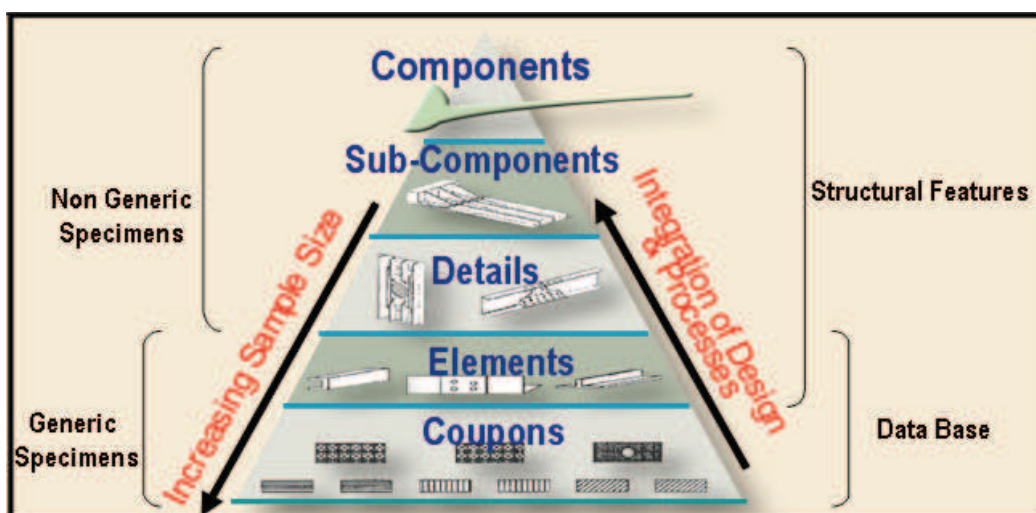 Components
Sub-Components
Non Generic
Specimens
Structural Features
Increasing Sample Size
Integration of Design
& Processes
Details
Elements
Generic
Specimens
Coupons
Data Base